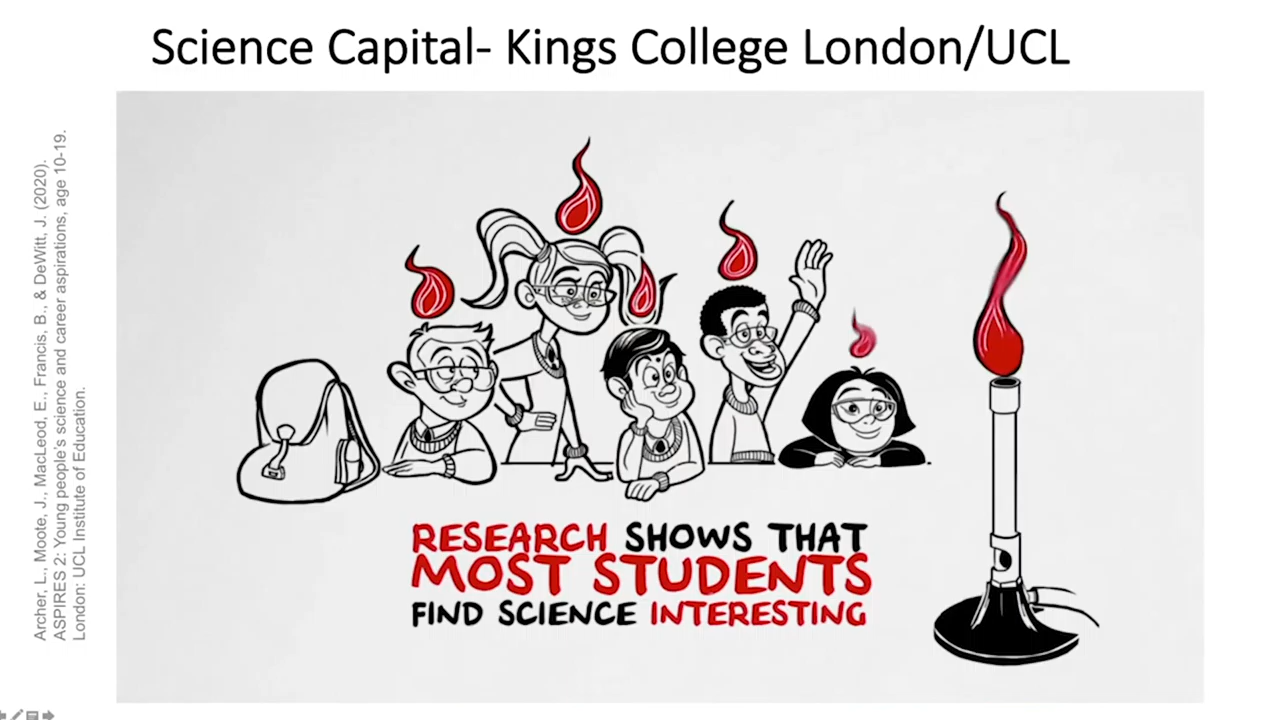 Science Capital- Kings College London/UCL
Archer, L., Moote, J., MacLeod, E., Francis, B., & DeWitt, J. (2020).
ASPIRES 2: Young people's science and career aspirations, age 10-19.
London: UCL Institute of Education.
RESEARCH SHOWS THAT
MOST STUDENTS
FIND SCIENCE INTERESTING